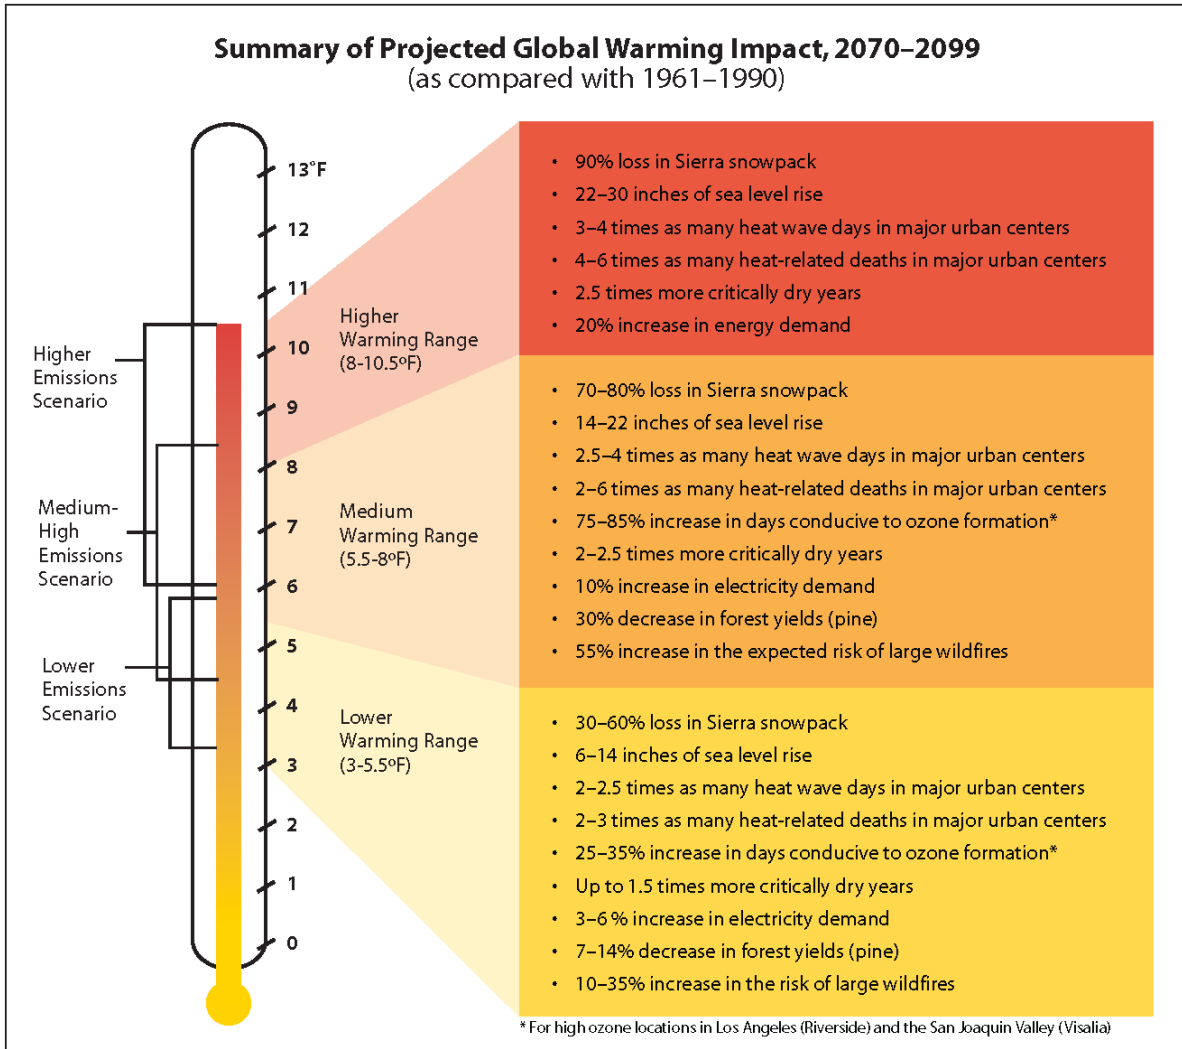 Summary of Projected Global Warming Impact, 2070–2099
(as compared with 1961–1990)
13˚F
12
11
10
9
8
7
6
5
4
3
2
1
0
Higher
Emissions
Scenario
Medium-
High
Emissions
Scenario
Lower
Emissions
Scenario
Higher
Warming Range
(8-10.5ºF)
Medium
Warming Range
(5.5-8ºF)
Lower
Warming Range
(3-5.5ºF)
• 90% loss in Sierra snowpack
• 22–30 inches of sea level rise
• 3–4 times as many heat wave days in major urban centers
• 4–6 times as many heat-related deaths in major urban centers
• 2.5 times more critically dry years
• 20% increase in energy demand
• 70–80% loss in Sierra snowpack
• 14–22 inches of sea level rise
• 2.5–4 times as many heat wave days in major urban centers
• 2–6 times as many heat-related deaths in major urban centers
• 75–85% increase in days conducive to ozone formation*
• 2–2.5 times more critically dry years
• 10% increase in electricity demand
• 30% decrease in forest yields (pine)
• 55% increase in the expected risk of large wildfires
• 30–60% loss in Sierra snowpack
• 6–14 inches of sea level rise
• 2–2.5 times as many heat wave days in major urban centers
• 2–3 times as many heat-related deaths in major urban centers
• 25–35% increase in days conducive to ozone formation*
• Up to 1.5 times more critically dry years
• 3–6 % increase in electricity demand
• 7–14% decrease in forest yields (pine)
• 10–35% increase in the risk of large wildfires
* For high ozone locations in Los Angeles (Riverside) and the San Joaquin Valley (Visalia)